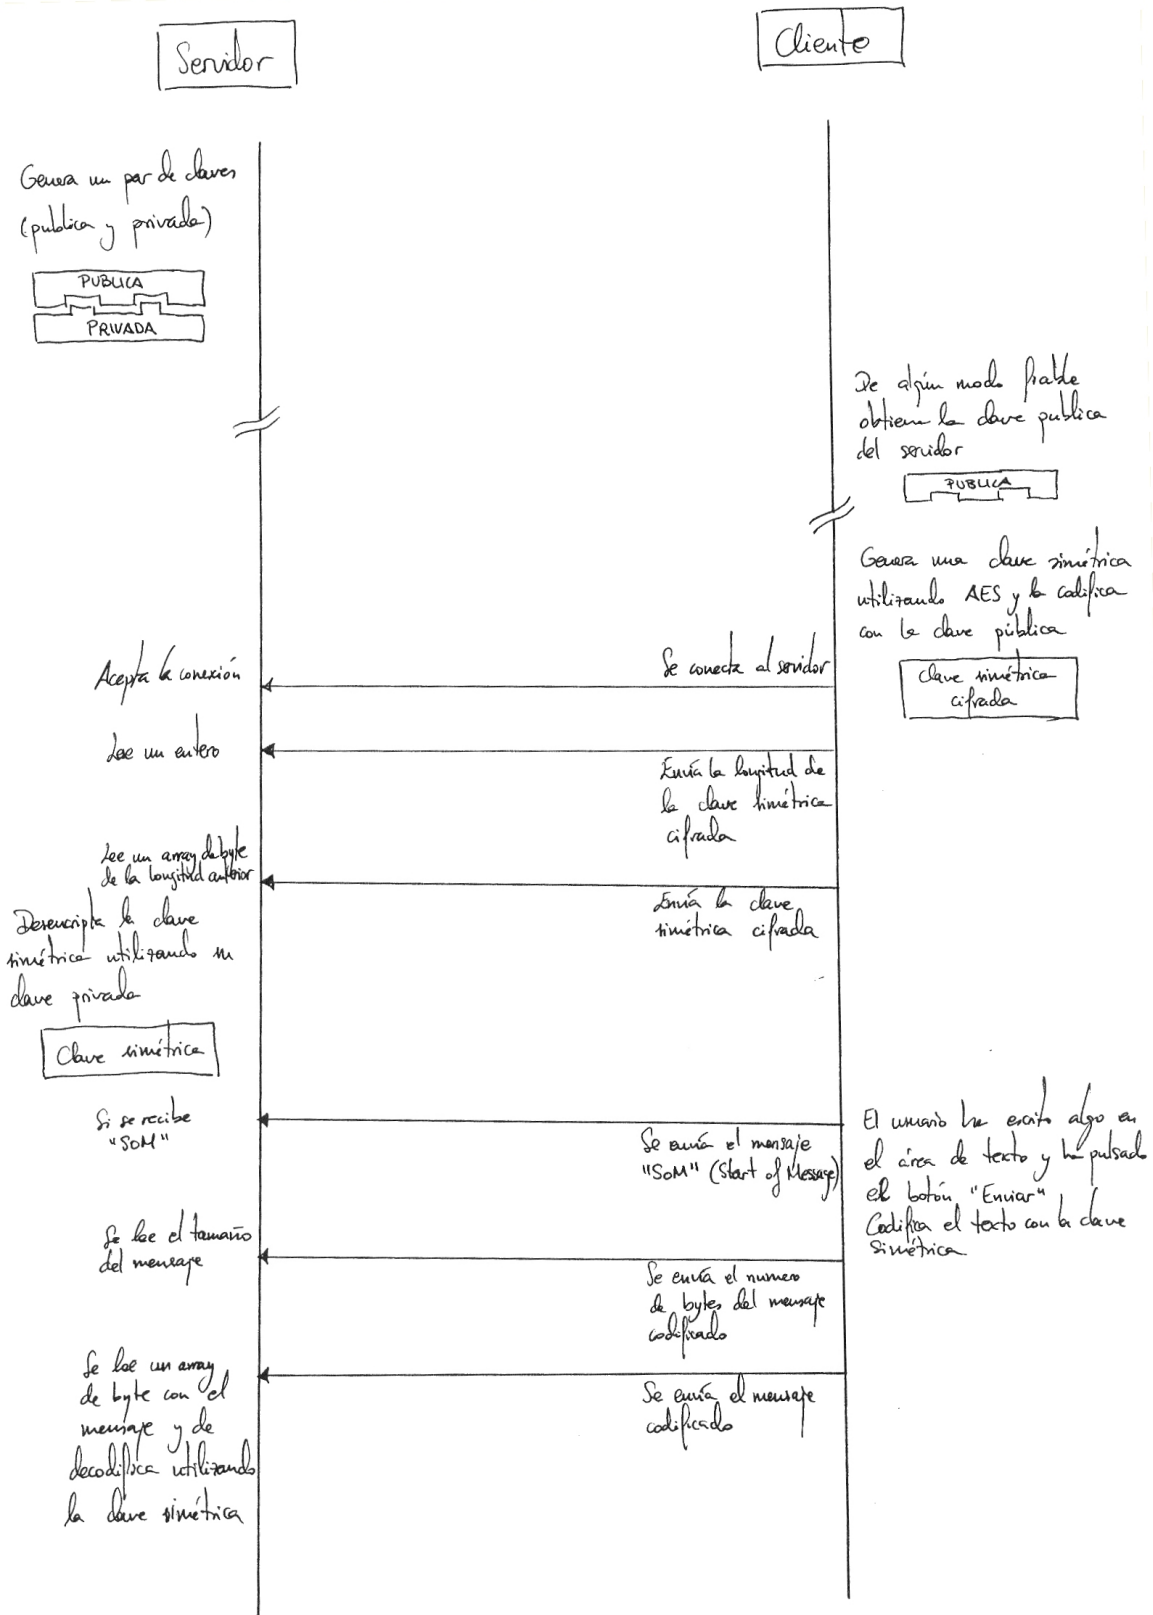 Servidor
Cliente
Genera un par de claves
(publica y privada)
PUBLICA
PRIVADA
De algún modo fiable
obtiene la clave publica
del servidor
PUBLICA
Genera una clave simétrica
utilizando AES y la codifica
con la clave pública
Clave simétrica
cifrada
Acepta la conexión
Se conecta al servidor
Lee un entero
Envía la longitud de
la clave simétrica
cifrada
Lee un array de byte
de la longitud anterior
Envía la clave
simétrica cifrada
Desencripta la clave
simétrica utilizando su
clave privada
Clave simétrica
Si se recibe
"SOM"
Se envía el mensaje
"SOM" (Start of Message)
El usuario ha escrito algo en
el área de texto y ha pulsado
el botón "Enviar"
Codifica el texto con la clave
simétrica
Se lee el tamaño
del mensaje
Se envía el numero
de bytes del mensaje
codificado
Se lee un array
de byte con el
mensaje y de
decodifica utilizando
la clave simétrica
Se envía el mensaje
codificado